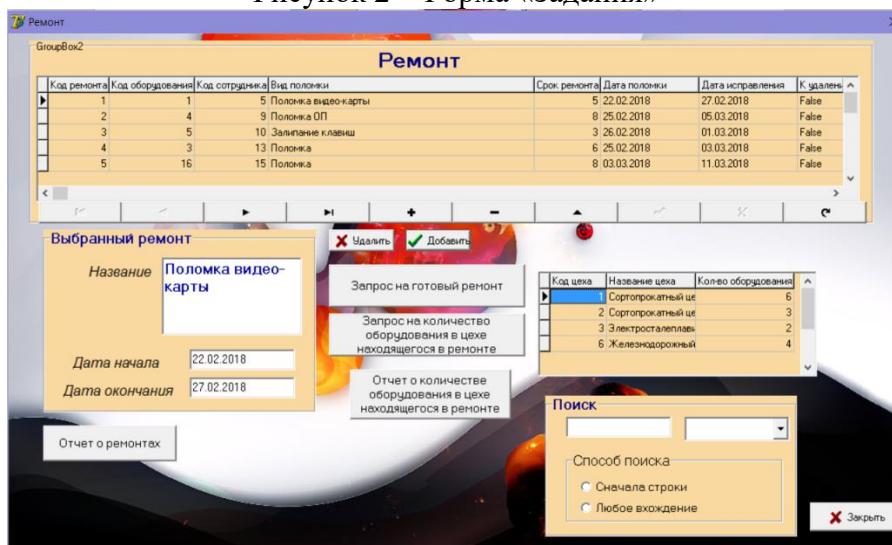 Рисунок 2 – Форма «Задания»
Ремонт
GroupBox2
Ремонт
Код ремонта Код оборудования Код сотрудника Вид поломки Срок ремонта Дата поломки Дата исправления К удалень
1 1 5 Поломка видео-карты 5 22.02.2018 27.02.2018 False
2 4 9 Поломка ОП 8 25.02.2018 05.03.2018 False
3 5 10 Залипание клавиш 3 26.02.2018 01.03.2018 False
4 3 13 Поломка 6 25.02.2018 03.03.2018 False
5 16 15 Поломка 8 03.03.2018 11.03.2018 False
Выбранный ремонт
Удалить Добавить
Название Поломка видео-
карты
Дата начала 22.02.2018
Дата окончания 27.02.2018
Отчет о ремонтах
Запрос на готовый ремонт
Запрос на количество
оборудования в цехе
находящегося в ремонте
Отчет о количестве
оборудования в цехе
находящегося в ремонте
Код цеха Название цеха Кол-во оборудования
1 Сортопрокатный це 6
2 Сортопрокатный це 3
3 Электросталеплавь 2
6 Железнодорожный 4
Поиск
Способ поиска
Сначала строки
Любое вхождение
Закрыть